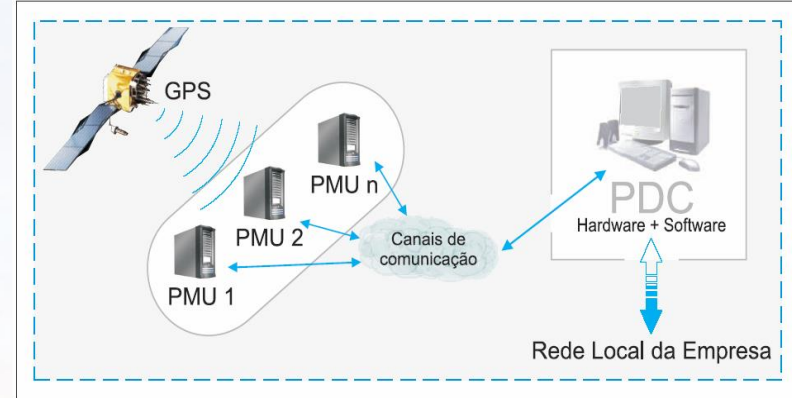 GPS
PMU n
PMU 2
PMU 1
Canais de
comunicação
PDC
Hardware + Software
Rede Local da Empresa